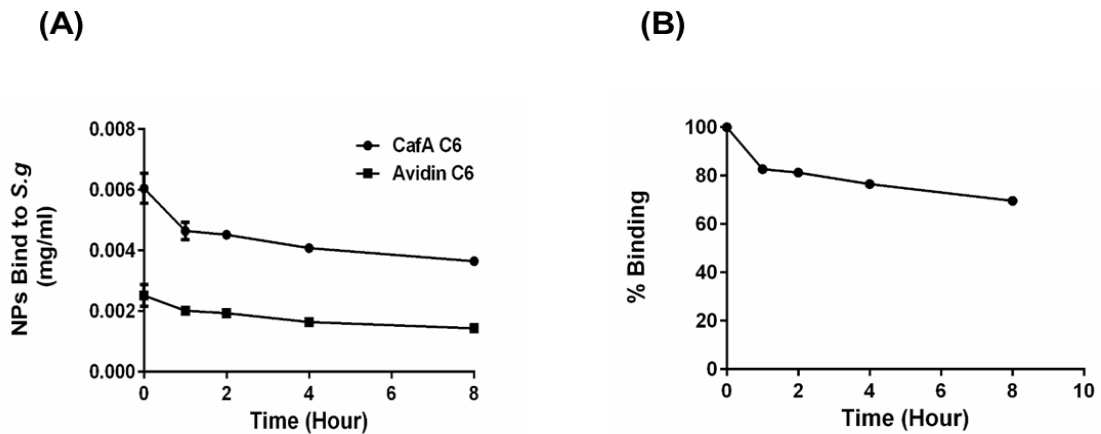 (A)
(B)
NPs Bind to S.g
(mg/ml)
0.008
0.006
0.004
0.002
0.000
CafA C6
Avidin C6
0 2 4 6 8
Time (Hour)
% Binding
100
80
60
40
20
0
0 2 4 6 8 10
Time (Hour)